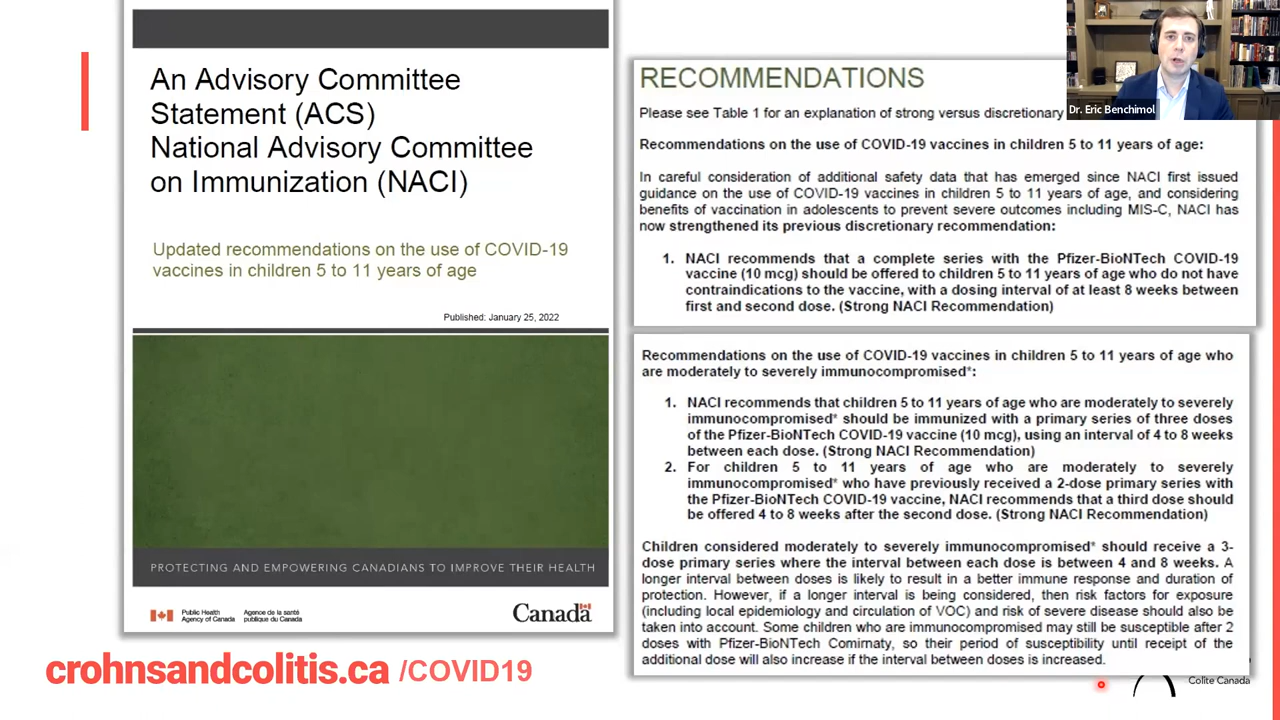 An Advisory Committee
Statement (ACS)
National Advisory Committee
on Immunization (NACI)
Updated recommendations on the use of COVID-19
vaccines in children 5 to 11 years of age
Published: January 25, 2022
PROTECTING AND EMPOWERING CANADIANS TO IMPROVE THEIR HEALTH
Public Health
Agency of Canada
Agence de la santé
publique du Canada
Canada
crohnsandcolitis.ca /COVID19
Dr. Eric Benchimol
RECOMMENDATIONS
Please see Table 1 for an explanation of strong versus discretionary
Recommendations on the use of COVID-19 vaccines in children 5 to 11 years of age:
In careful consideration of additional safety data that has emerged since NACI first issued
guidance on the use of COVID-19 vaccines in children 5 to 11 years of age, and considering
benefits of vaccination in adolescents to prevent severe outcomes including MIS-C, NACI has
now strengthened its previous discretionary recommendation:
1. NACI recommends that a complete series with the Pfizer-BioNTech COVID-19
vaccine (10 mcg) should be offered to children 5 to 11 years of age who do not have
contraindications to the vaccine, with a dosing interval of at least 8 weeks between
first and second dose. (Strong NACI Recommendation)
Recommendations on the use of COVID-19 vaccines in children 5 to 11 years of age who
are moderately to severely immunocompromised*:
1. NACI recommends that children 5 to 11 years of age who are moderately to severely
immunocompromised* should be immunized with a primary series of three doses
of the Pfizer-BioNTech COVID-19 vaccine (10 mcg), using an interval of 4 to 8 weeks
between each dose. (Strong NACI Recommendation)
2. For children 5 to 11 years of age who are moderately to severely
immunocompromised* who have previously received a 2-dose primary series with
the Pfizer-BioNTech COVID-19 vaccine, NACI recommends that a third dose should
be offered 4 to 8 weeks after the second dose. (Strong NACI Recommendation)
Children considered moderately to severely immunocompromised* should receive a 3-
dose primary series where the interval between each dose is between 4 and 8 weeks. A
longer interval between doses is likely to result in a better immune response and duration of
protection. However, if a longer interval is being considered, then risk factors for exposure
(including local epidemiology and circulation of VOC) and risk of severe disease should also be
taken into account. Some children who are immunocompromised may still be susceptible after 2
doses with Pfizer-BioNTech Comirnaty, so their period of susceptibility until receipt of the
additional dose will also increase if the interval between doses is increased.
Colite Canada